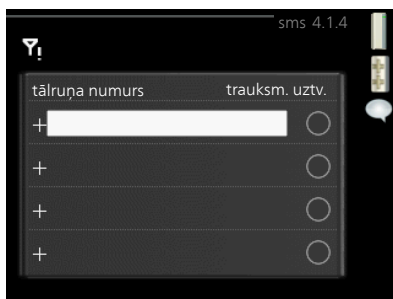 sms 4.1.4
tālruņa numurs trauksm. uztv.
+
+
+
+